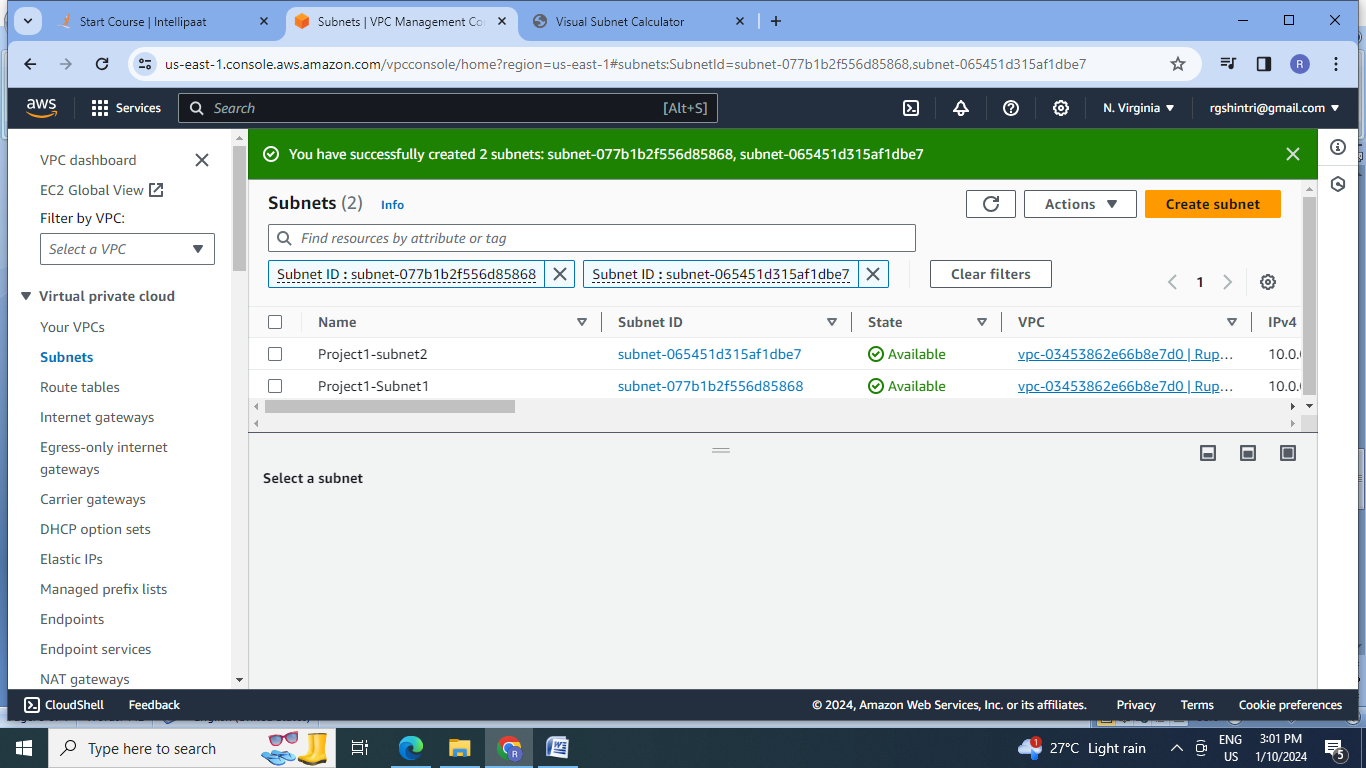 Start Course | Intellipaat
Subnets | VPC Management Co
Visual Subnet Calculator
us-east-1.console.aws.amazon.com/vpcconsole/home?region=us-east-1#subnets:SubnetId=subnet-077b1b2f556d85868,subnet-065451d315af1dbe7
R
aws
Services
Search
[Alt+S]
N. Virginia
rgshintri@gmail.com
VPC dashboard
EC2 Global View
Filter by VPC:
Select a VPC
Virtual private cloud
Your VPCs
Subnets
Route tables
Internet gateways
Egress-only internet
gateways
Carrier gateways
DHCP option sets
Elastic IPs
Managed prefix lists
Endpoints
Endpoint services
NAT gateways
You have successfully created 2 subnets: subnet-077b1b2f556d85868, subnet-065451d315af1dbe7
Subnets (2) Info
Actions
Create subnet
Find resources by attribute or tag
Subnet ID : subnet-077b1b2f556d85868
Subnet ID : subnet-065451d315af1dbe7
Clear filters
1
Name Subnet ID State VPC IPv4
Project1-subnet2 subnet-065451d315af1dbe7 Available vpc-03453862e66b8e7d0 | Rup... 10.0.
Project1-Subnet1 subnet-077b1b2f556d85868 Available vpc-03453862e66b8e7d0 | Rup... 10.0.
Select a subnet
CloudShell Feedback © 2024, Amazon Web Services, Inc. or its affiliates. Privacy Terms Cookie preferences
Type here to search
R
1
27°C Light rain
ENG
US
3:01 PM
1/10/2024
5